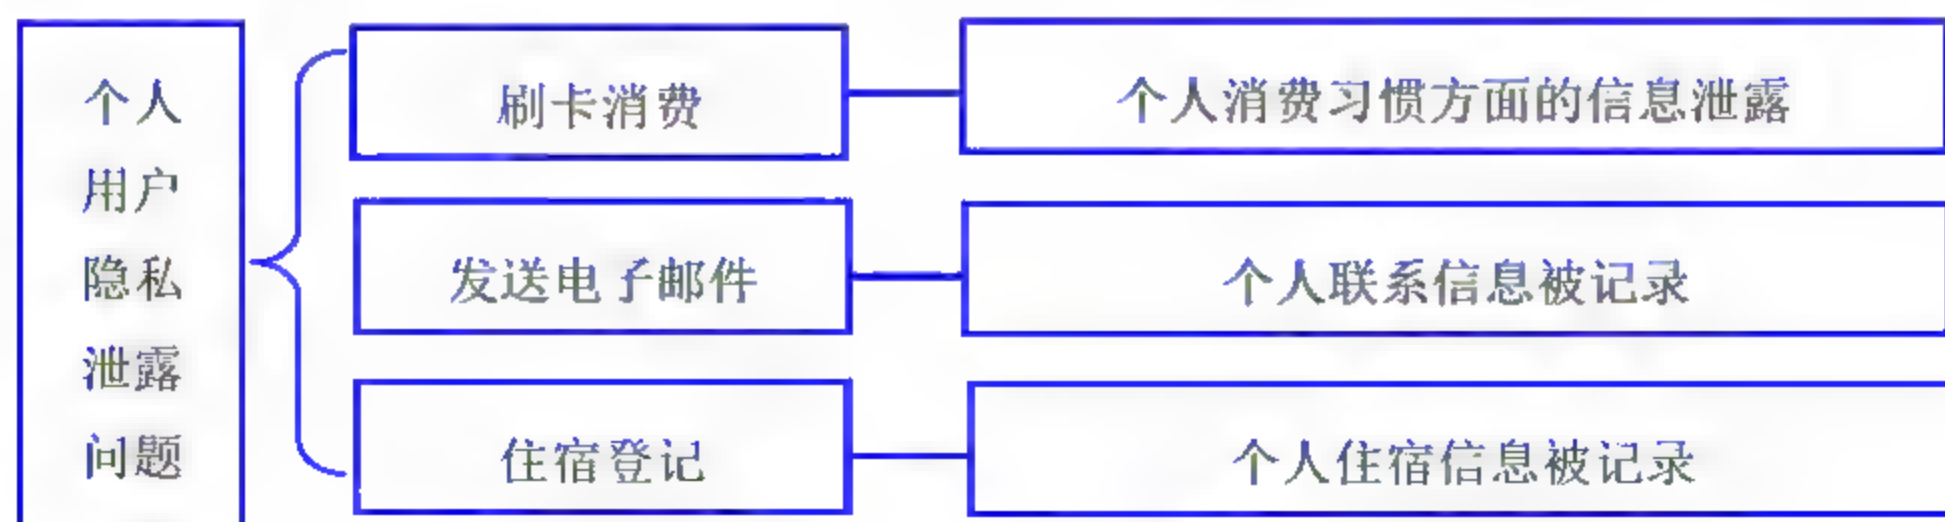 个人
用户
隐私
泄露
问题
刷卡消费
个人消费习惯方面的信息泄露
发送电子邮件
个人联系信息被记录
住宿登记
个人住宿信息被记录